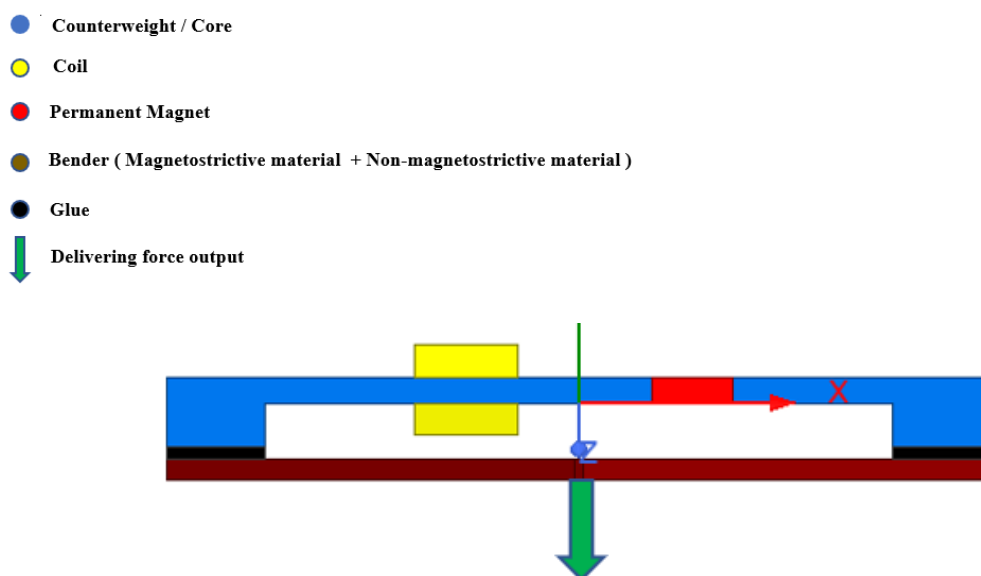 Counterweight / Core
Coil
Permanent Magnet
Bender ( Magnetostrictive material + Non-magnetostrictive material )
Glue
Delivering force output
X
Z